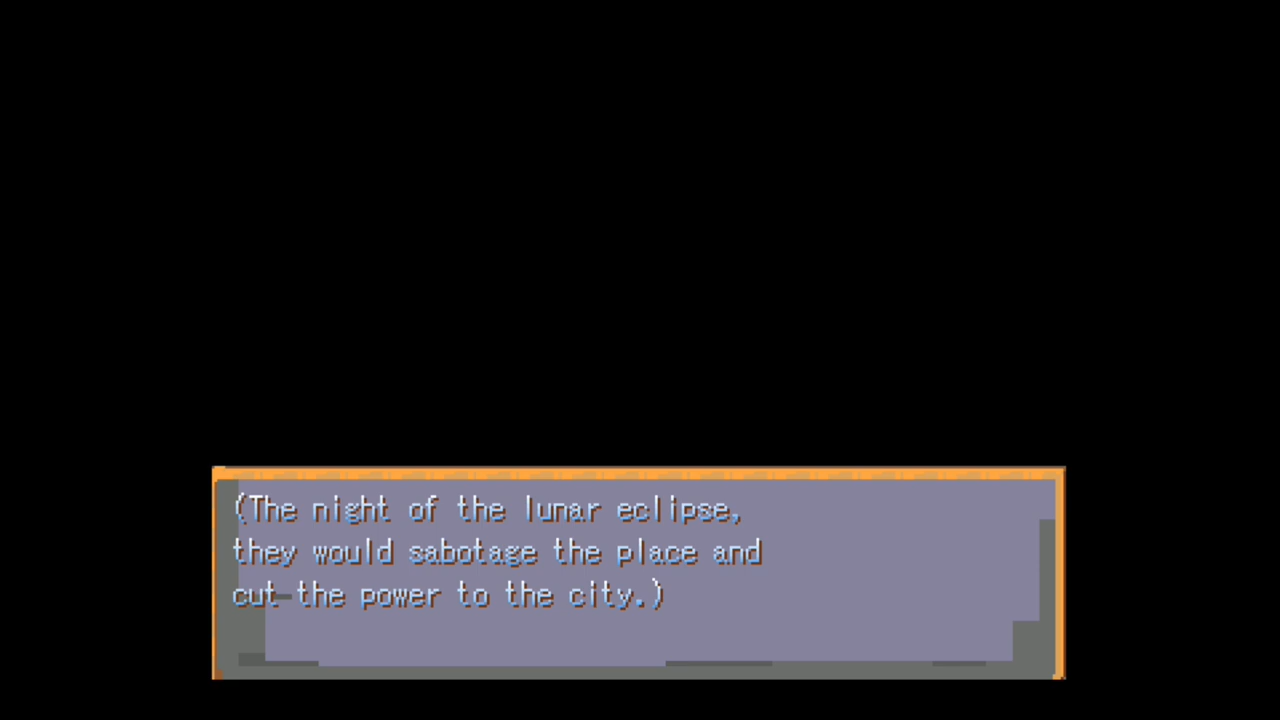 (The night of the lunar eclipse,
they would sabotage the place and
cut the power to the city.)